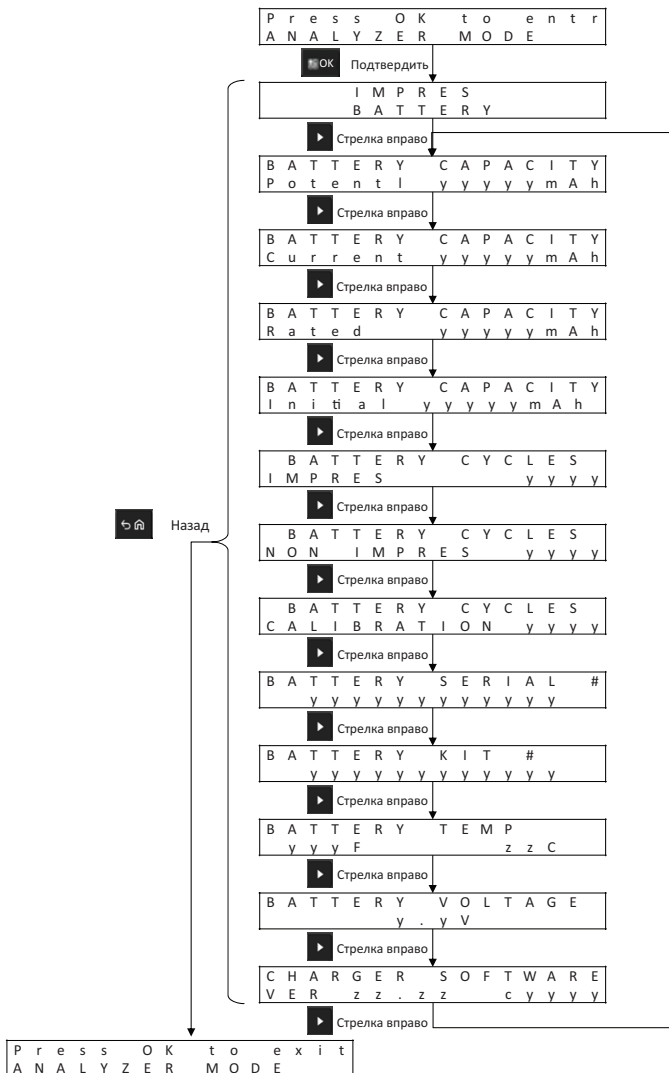 Press OK to entr
ANALYZER MODE
OK Подтвердить
IMPRES
BATTERY
Стрелка вправо
BATTERY CAPACITY
Potentl yyyyymAh
Стрелка вправо
BATTERY CAPACITY
Current yyyyymAh
Стрелка вправо
BATTERY CAPACITY
Rated yyyyymAh
Стрелка вправо
BATTERY CAPACITY
Initial yyyyymAh
Стрелка вправо
BATTERY CYCLES
IMPRES yyyy
Стрелка вправо
Назад
BATTERY CYCLES
NON IMPRES yyyy
Стрелка вправо
BATTERY CYCLES
CALIBRATION yyyy
Стрелка вправо
BATTERY SERIAL #
yyyyyyyyyyyy
Стрелка вправо
BATTERY KIT #
yyyyyyyyyyyy
Стрелка вправо
BATTERY TEMP
yyyF zzC
Стрелка вправо
BATTERY VOLTAGE
y.yV
Стрелка вправо
CHARGER SOFTWARE
VER zz.zz cyyyy
Стрелка вправо
Press OK to exit
ANALYZER MODE